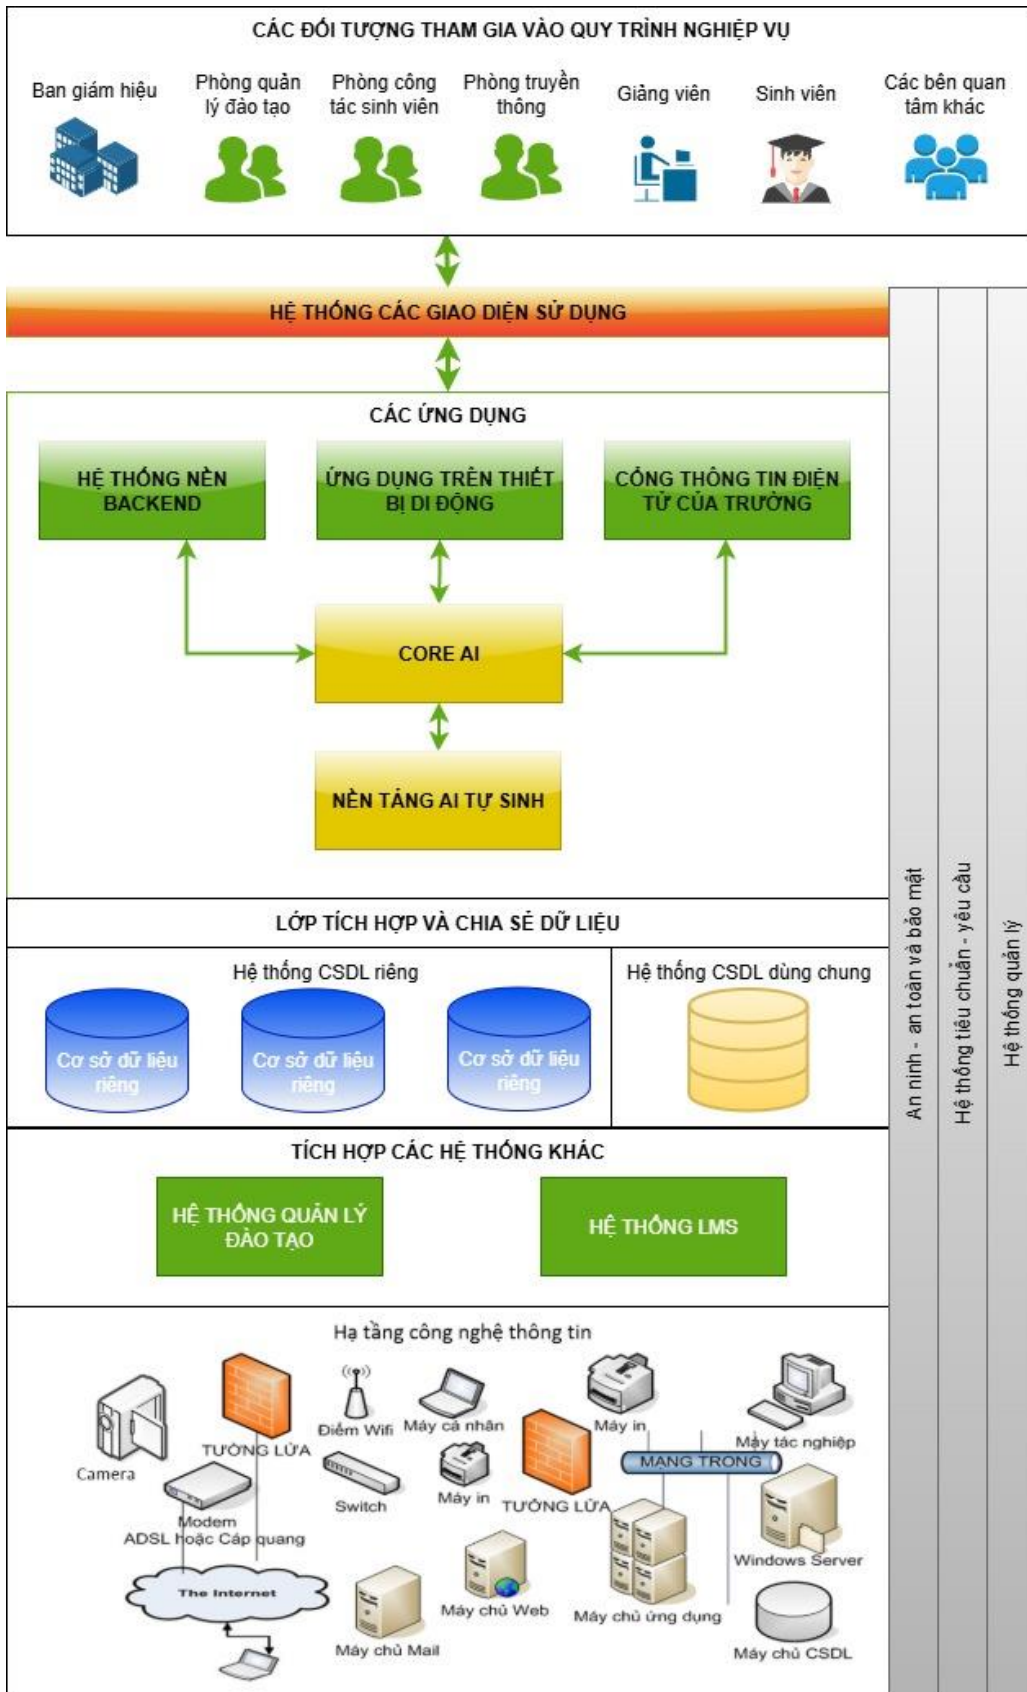 CÁC ĐỐI TƯỢNG THAM GIA VÀO QUY TRÌNH NGHIỆP VỤ
Ban giám hiệu
Phòng quản
lý đào tạo
Phòng công
tác sinh viên
Phòng truyền
thông
Giảng viên
Sinh viên
Các bên quan
tâm khác
HỆ THỐNG CÁC GIAO DIỆN SỬ DỤNG
CÁC ỨNG DỤNG
HỆ THỐNG NỀN
BACKEND
ỨNG DỤNG TRÊN THIẾT
BỊ DI ĐỘNG
CỔNG THÔNG TIN ĐIỆN
TỬ CỦA TRƯỜNG
CORE AI
NỀN TẢNG AI TỰ SINH
LỚP TÍCH HỢP VÀ CHIA SẺ DỮ LIỆU
Hệ thống CSDL riêng
Hệ thống CSDL dùng chung
Cơ sở dữ liệu
riêng
Cơ sở dữ liệu
riêng
Cơ sở dữ liệu
riêng
TÍCH HỢP CÁC HỆ THỐNG KHÁC
HỆ THỐNG QUẢN LÝ
ĐÀO TẠO
HỆ THỐNG LMS
Hạ tầng công nghệ thông tin
Camera
TƯỜNG LỬA
Điểm Wifi
Máy cá nhân
Máy in
Máy tác nghiệp
Modem
ADSL hoặc Cáp quang
Switch
Máy in
TƯỜNG LỬA
MẠNG TRONG
Windows Server
The Internet
Máy chủ Mail
Máy chủ Web
Máy chủ ứng dụng
Máy chủ CSDL
An ninh - an toàn và bảo mật
Hệ thống tiêu chuẩn - yêu cầu
Hệ thống quản lý